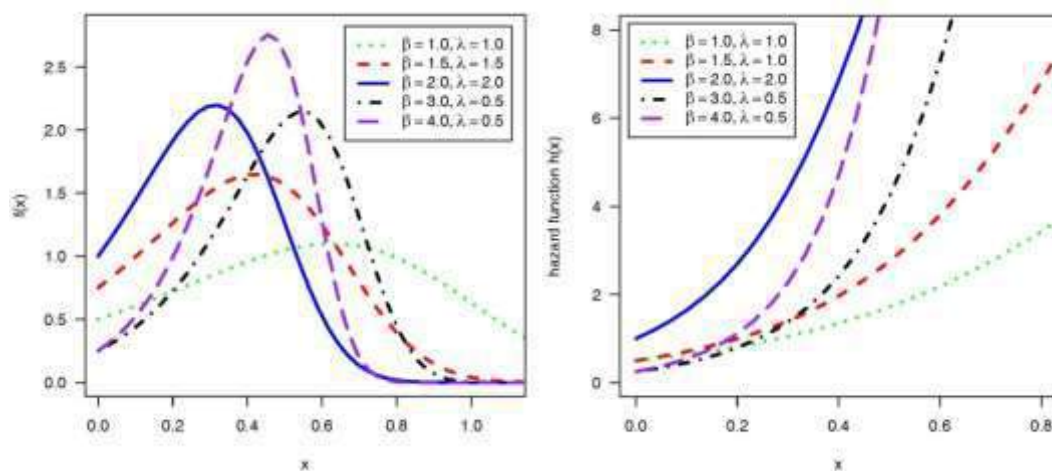 f(x)
2.5
2.0
1.5
1.0
0.5
0.0
β = 1.0, λ = 1.0
β = 1.5, λ = 1.5
β = 2.0, λ = 2.0
β = 3.0, λ = 0.5
β = 4.0, λ = 0.5
0.0 0.2 0.4 0.6 0.8 1.0
x
hazard function h(x)
8
6
4
2
0
β = 1.0, λ = 1.0
β = 1.5, λ = 1.0
β = 2.0, λ = 2.0
β = 3.0, λ = 0.5
β = 4.0, λ = 0.5
0.0 0.2 0.4 0.6 0.8
x